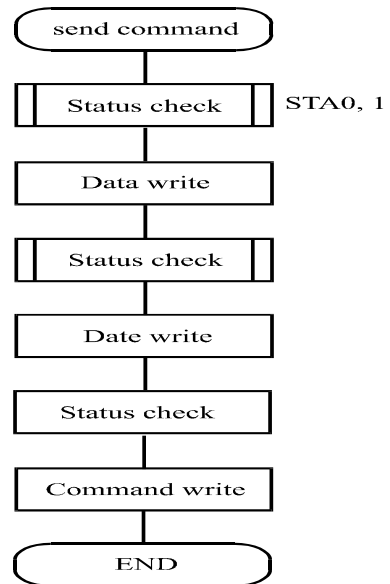 send command
Status check
STA0, 1
Data write
Status check
Date write
Status check
Command write
END